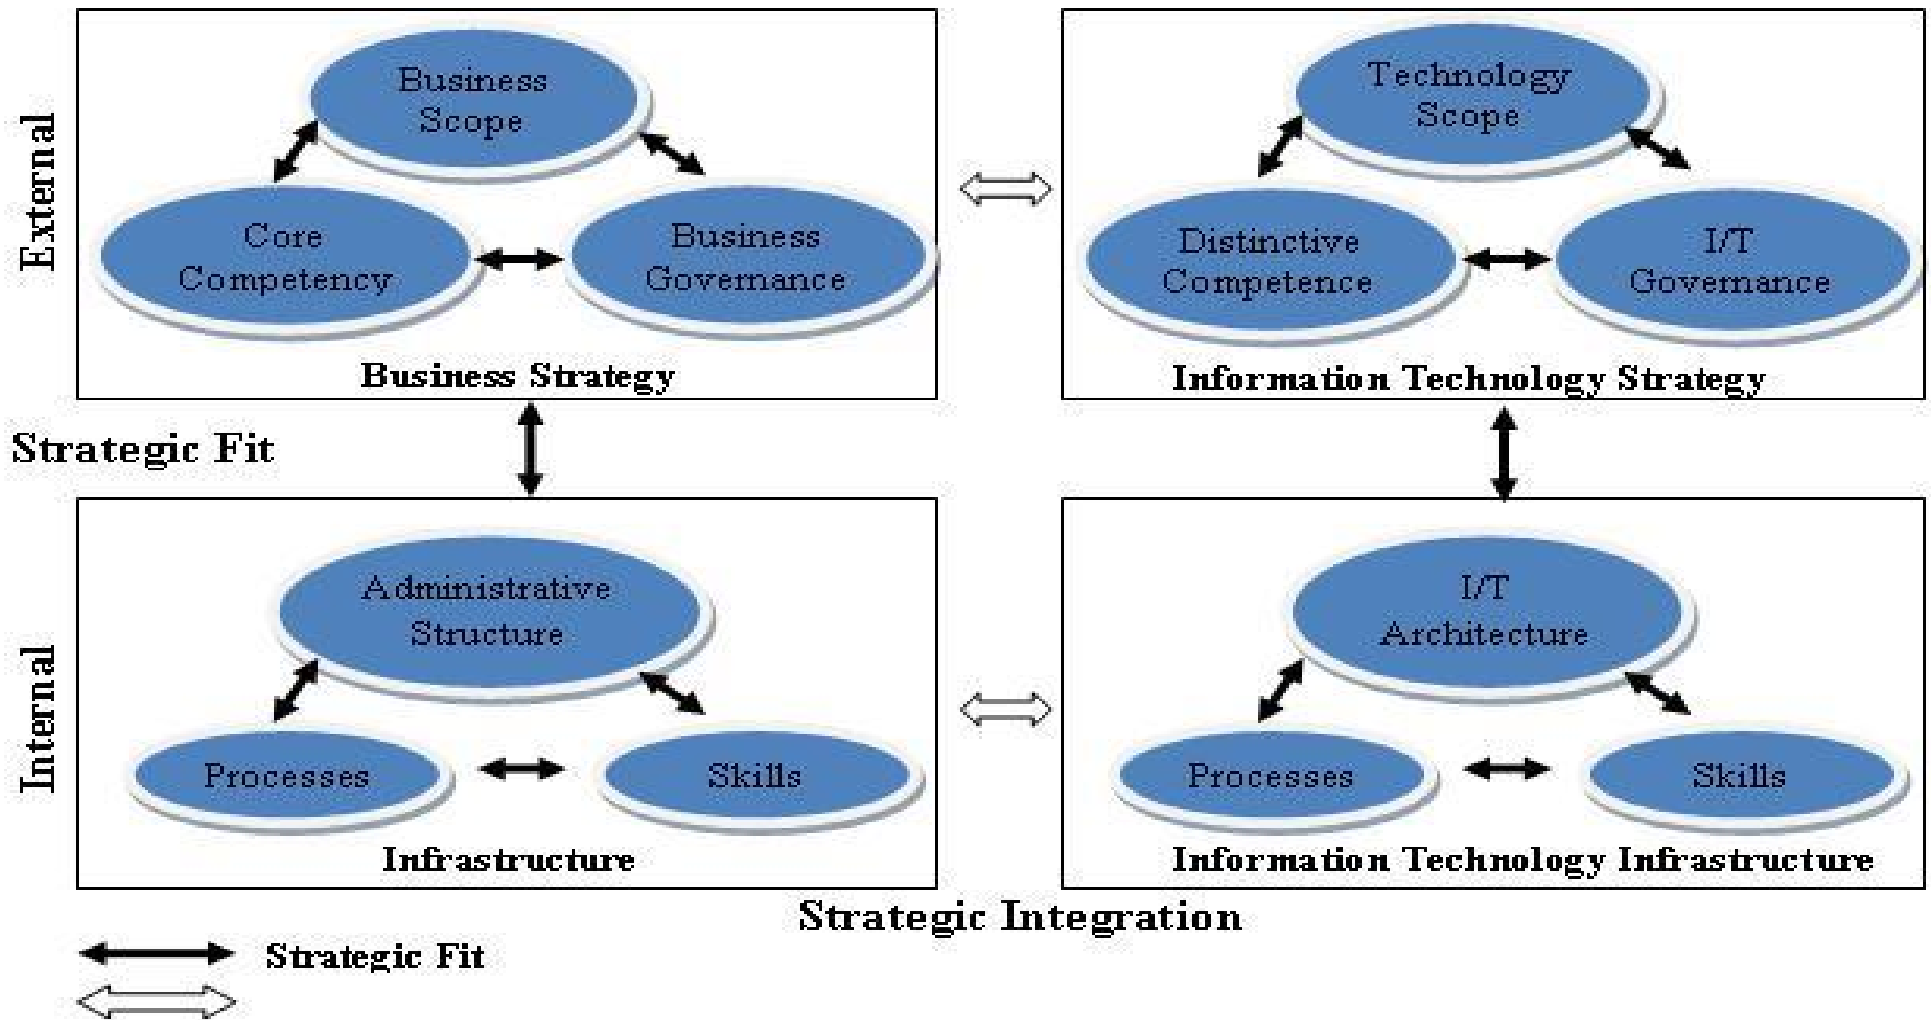 External
Business
Scope
Core
Competency
Business
Governance
Business Strategy
Technology
Scope
Distinctive
Competence
I/T
Governance
Information Technology Strategy
Strategic Fit
Internal
Administrative
Structure
Processes
Skills
Infrastructure
I/T
Architecture
Processes
Skills
Information Technology Infrastructure
Strategic Integration
Strategic Fit